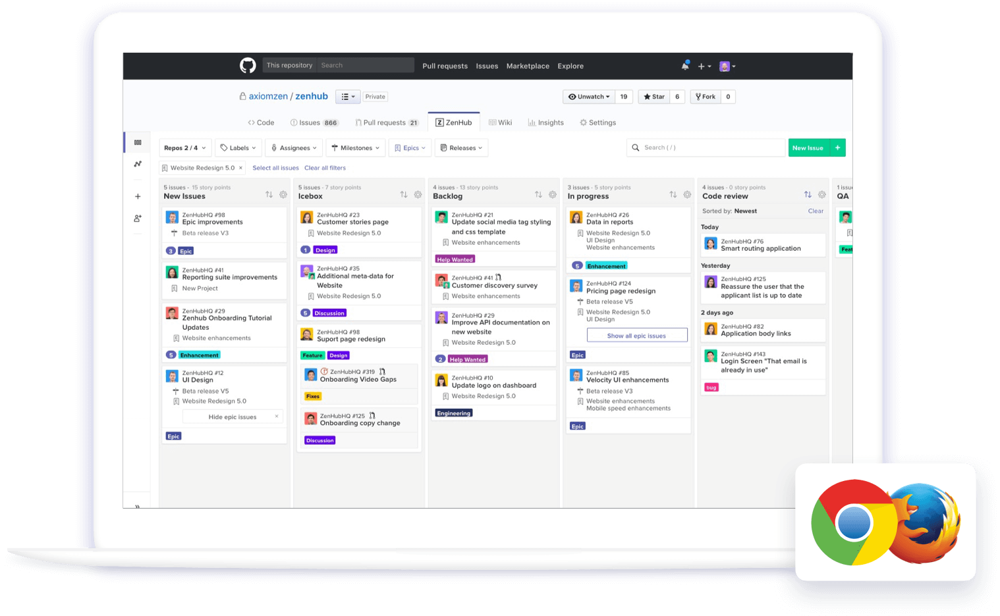 This repository Search Pull requests Issues Marketplace Explore
axiomzen / zenhub Private Unwatch 19 Star 6 Fork 0
Code Issues 866 Pull requests 21 ZenHub Wiki Insights Settings
Repos 2 / 4 Labels Assignees Milestones Epics Releases Search ( / ) New Issue +
Website Redesign 5.0 × Select all issues Clear all filters
5 issues - 15 story points
New Issues
ZenHubHQ #98
Epic improvements
Beta release V3
3 Epic
ZenHubHQ #41
Reporting suite improvements
New Project
ZenHubHQ #29
Zenhub Onboarding Tutorial
Updates
Website enhancements
5 Enhancement
ZenHubHQ #12
UI Design
Beta release V5
Website Redesign 5.0
Hide epic issues ×
Epic
5 issues - 7 story points
Icebox
ZenHubHQ #23
Customer stories page
Website Redesign 5.0
1 Design
ZenHubHQ #35
Additional meta-data for
Website
Website Redesign 5.0
5 Discussion
ZenHubHQ #98
Suport page redesign
Feature Design
ZenHubHQ #319
Onboarding Video Gaps
Fixes
ZenHubHQ #125
Onboarding copy change
Discussion
4 issues - 13 story points
Backlog
ZenHubHQ #21
Update social media tag styling
and css template
Website enhancements
Help Wanted
ZenHubHQ #41
Customer discovery survey
Website enhancements
ZenHubHQ #29
Improve API documentation on
new website
Website Redesign 5.0
2 Help Wanted
ZenHubHQ #10
Update logo on dashboard
Website Redesign 5.0
Engineering
3 issues - 5 story points
In progress
ZenHubHQ #26
Data in reports
Website Redesign 5.0
UI Design
Website enhancements
5 Enhancement
ZenHubHQ #124
Pricing page redesign
Beta release V5
Website Redesign 5.0
UI Design
Show all epic issues
Epic
ZenHubHQ #85
Velocity UI enhancements
Beta release V3
Website enhancements
Mobile speed enhancements
Epic
4 issues - 0 story points
Code review
Sorted by: Newest Clear
Today
ZenHubHQ #76
Smart routing application
Yesterday
ZenHubHQ #125
Reassure the user that the
applicant list is up to date
2 days ago
ZenHubHQ #82
Application body links
ZenHubHQ #143
Login Screen "That email is
already in use"
bug
1 issu
QA
Feat